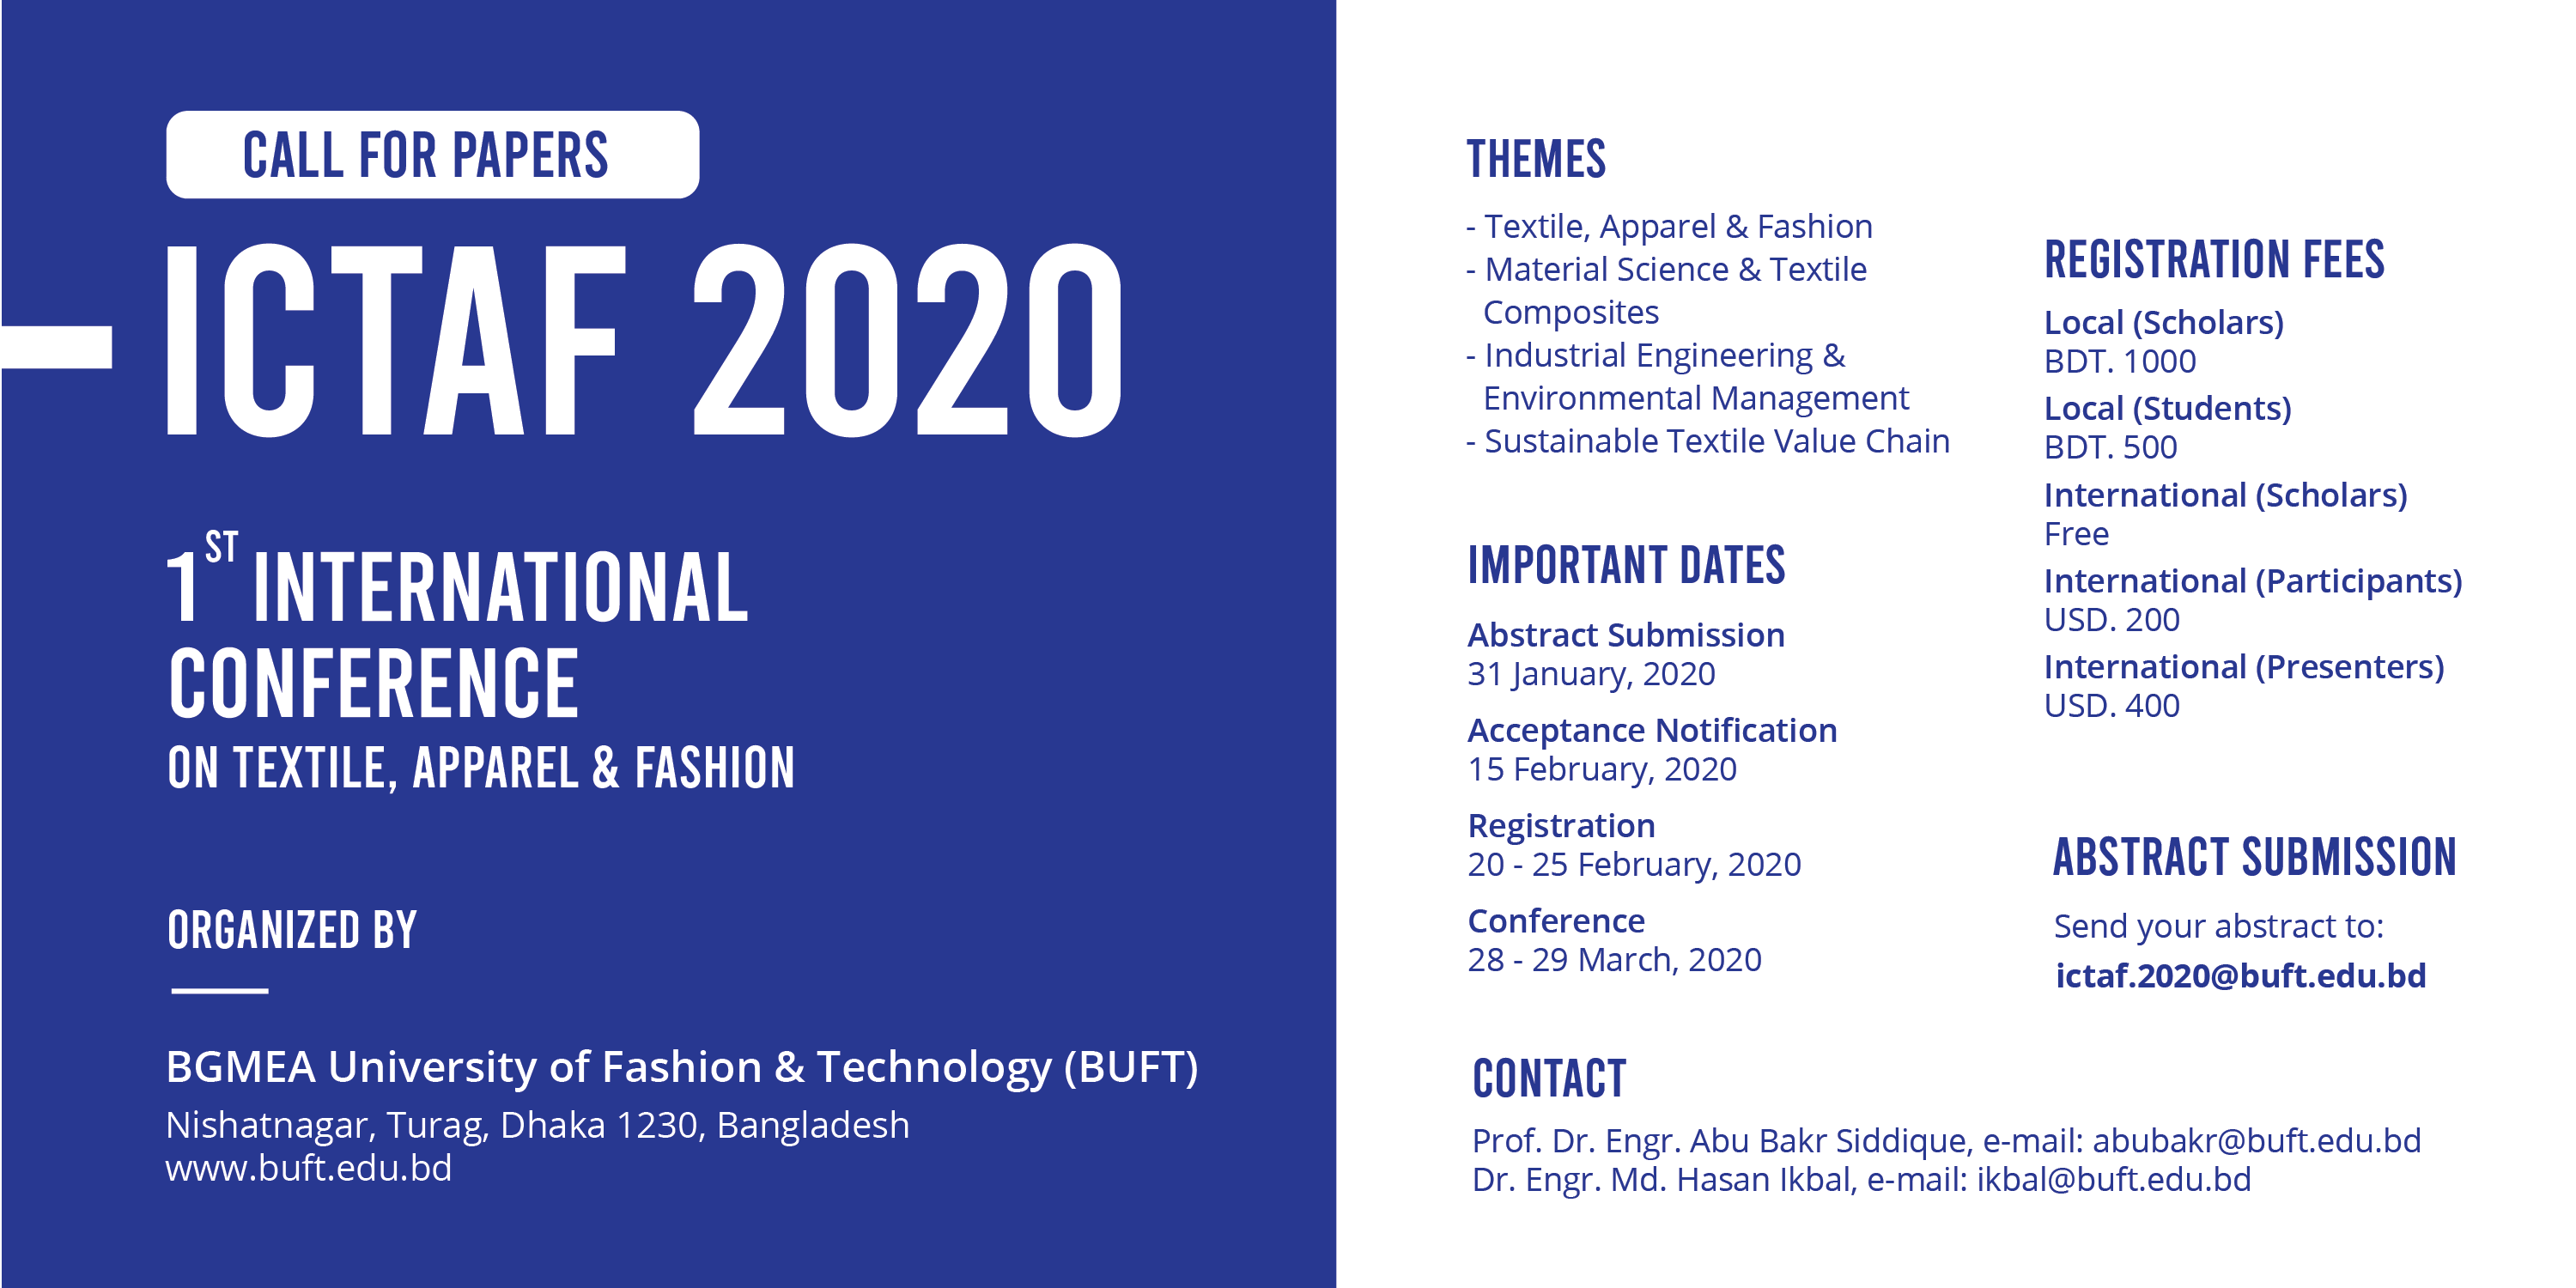 CALL FOR PAPERS
ICTAF 2020
1ST INTERNATIONAL
CONFERENCE
ON TEXTILE, APPAREL & FASHION
ORGANIZED BY
BGMEA University of Fashion & Technology (BUFT)
Nishatnagar, Turag, Dhaka 1230, Bangladesh
www.buft.edu.bd
THEMES
- Textile, Apparel & Fashion
- Material Science & Textile
Composites
- Industrial Engineering &
Environmental Management
- Sustainable Textile Value Chain
IMPORTANT DATES
Abstract Submission
31 January, 2020
Acceptance Notification
15 February, 2020
Registration
20 - 25 February, 2020
Conference
28 - 29 March, 2020
REGISTRATION FEES
Local (Scholars)
BDT. 1000
Local (Students)
BDT. 500
International (Scholars)
Free
International (Participants)
USD. 200
International (Presenters)
USD. 400
ABSTRACT SUBMISSION
Send your abstract to:
ictaf.2020@buft.edu.bd
CONTACT
Prof. Dr. Engr. Abu Bakr Siddique, e-mail: abubakr@buft.edu.bd
Dr. Engr. Md. Hasan Ikbal, e-mail: ikbal@buft.edu.bd